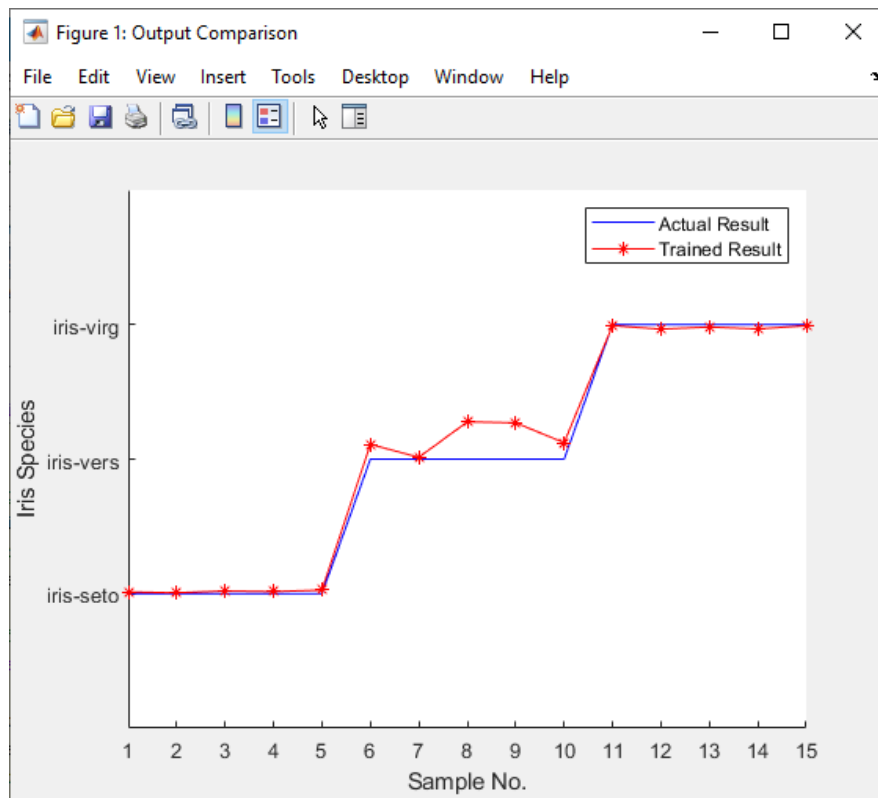 Figure 1: Output Comparison
File Edit View Insert Tools Desktop Window Help
Actual Result
Trained Result
iris-virg
iris-vers
iris-seto
Iris Species
1 2 3 4 5 6 7 8 9 10 11 12 13 14 15
Sample No.